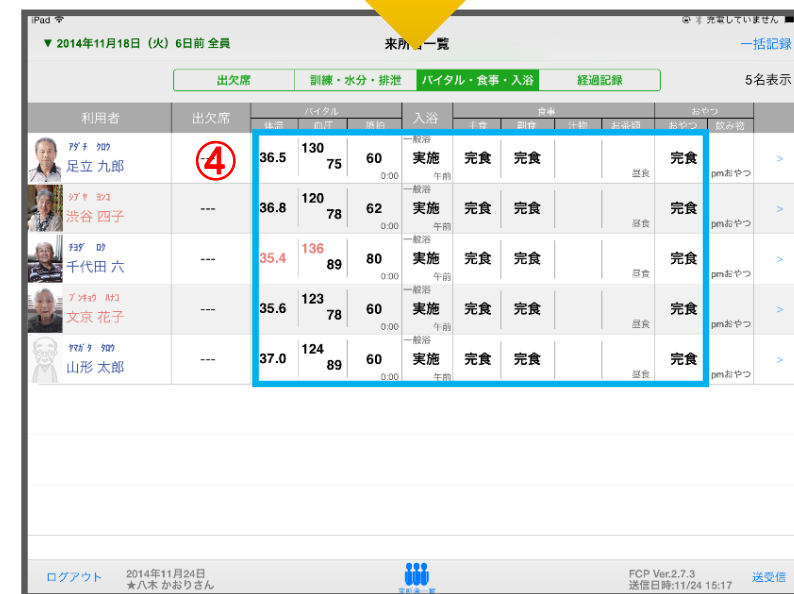 iPad
充電していません
▼ 2014年11月18日（火）6日前 全員
来所者一覧
一括記録
出欠席
訓練・水分・排泄
バイタル・食事・入浴
経過記録
5名表示
利用者 出欠席 バイタル 入浴 食事 おやつ
体温 血圧 脈拍 主食 副食 汁物 お茶類 おやつ 飲み物
ｱﾀﾞﾁ ｸﾛｳ
足立 九郎
④
36.5 130 75 60 0:00 一般浴 実施 午前 完食 完食 昼食 完食 pmおやつ >
ｼﾌﾞﾔ ﾖﾝｺ
渋谷 四子
--- 36.8 120 78 62 0:00 一般浴 実施 午前 完食 完食 昼食 完食 pmおやつ >
ﾁﾖﾀﾞ ﾛｸ
千代田 六
--- 35.4 136 89 80 0:00 一般浴 実施 午前 完食 完食 昼食 完食 pmおやつ >
ﾌﾞﾝｷｮｳ ﾊﾅｺ
文京 花子
--- 35.6 123 78 60 0:00 一般浴 実施 午前 完食 完食 昼食 完食 pmおやつ >
ﾔﾏｶﾞﾀ ﾀﾛｳ
山形 太郎
--- 37.0 124 89 60 0:00 一般浴 実施 午前 完食 完食 昼食 完食 pmおやつ >
ログアウト
2014年11月24日
★八木 かおりさん
来所者一覧
FCP Ver.2.7.3
送信日時:11/24 15:17
送受信